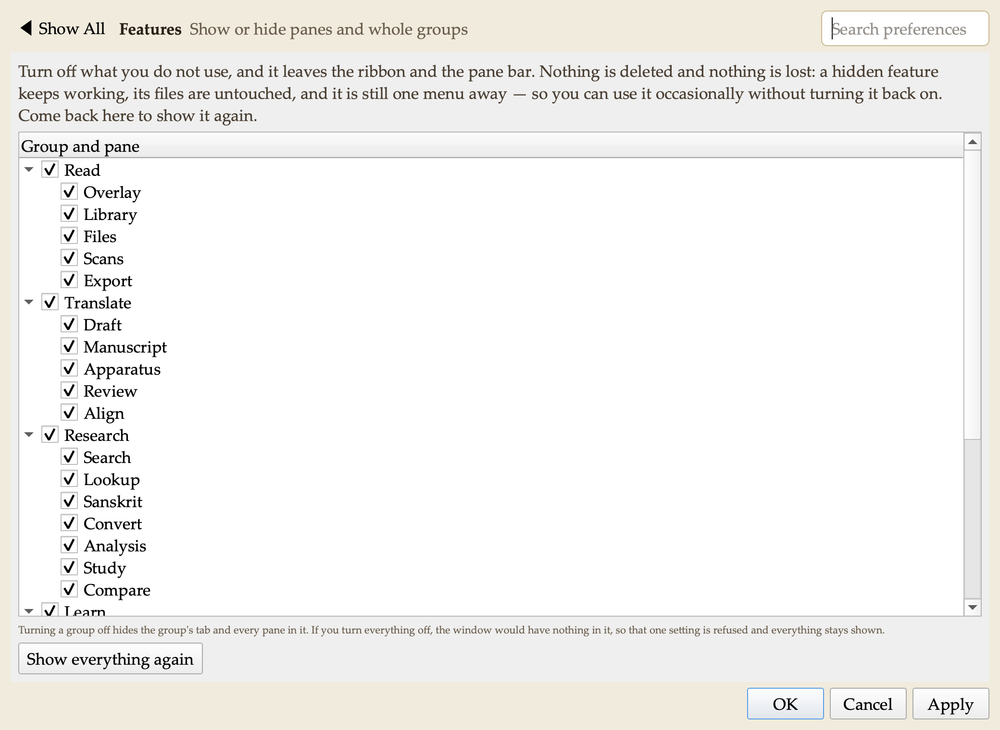 Show All Features Show or hide panes and whole groups Search preferences
Turn off what you do not use, and it leaves the ribbon and the pane bar. Nothing is deleted and nothing is lost: a hidden feature
keeps working, its files are untouched, and it is still one menu away — so you can use it occasionally without turning it back on.
Come back here to show it again.
Group and pane
Read
Overlay
Library
Files
Scans
Export
Translate
Draft
Manuscript
Apparatus
Review
Align
Research
Search
Lookup
Sanskrit
Convert
Analysis
Study
Compare
Learn
Turning a group off hides the group's tab and every pane in it. If you turn everything off, the window would have nothing in it, so that one setting is refused and everything stays shown.
Show everything again
OK Cancel Apply